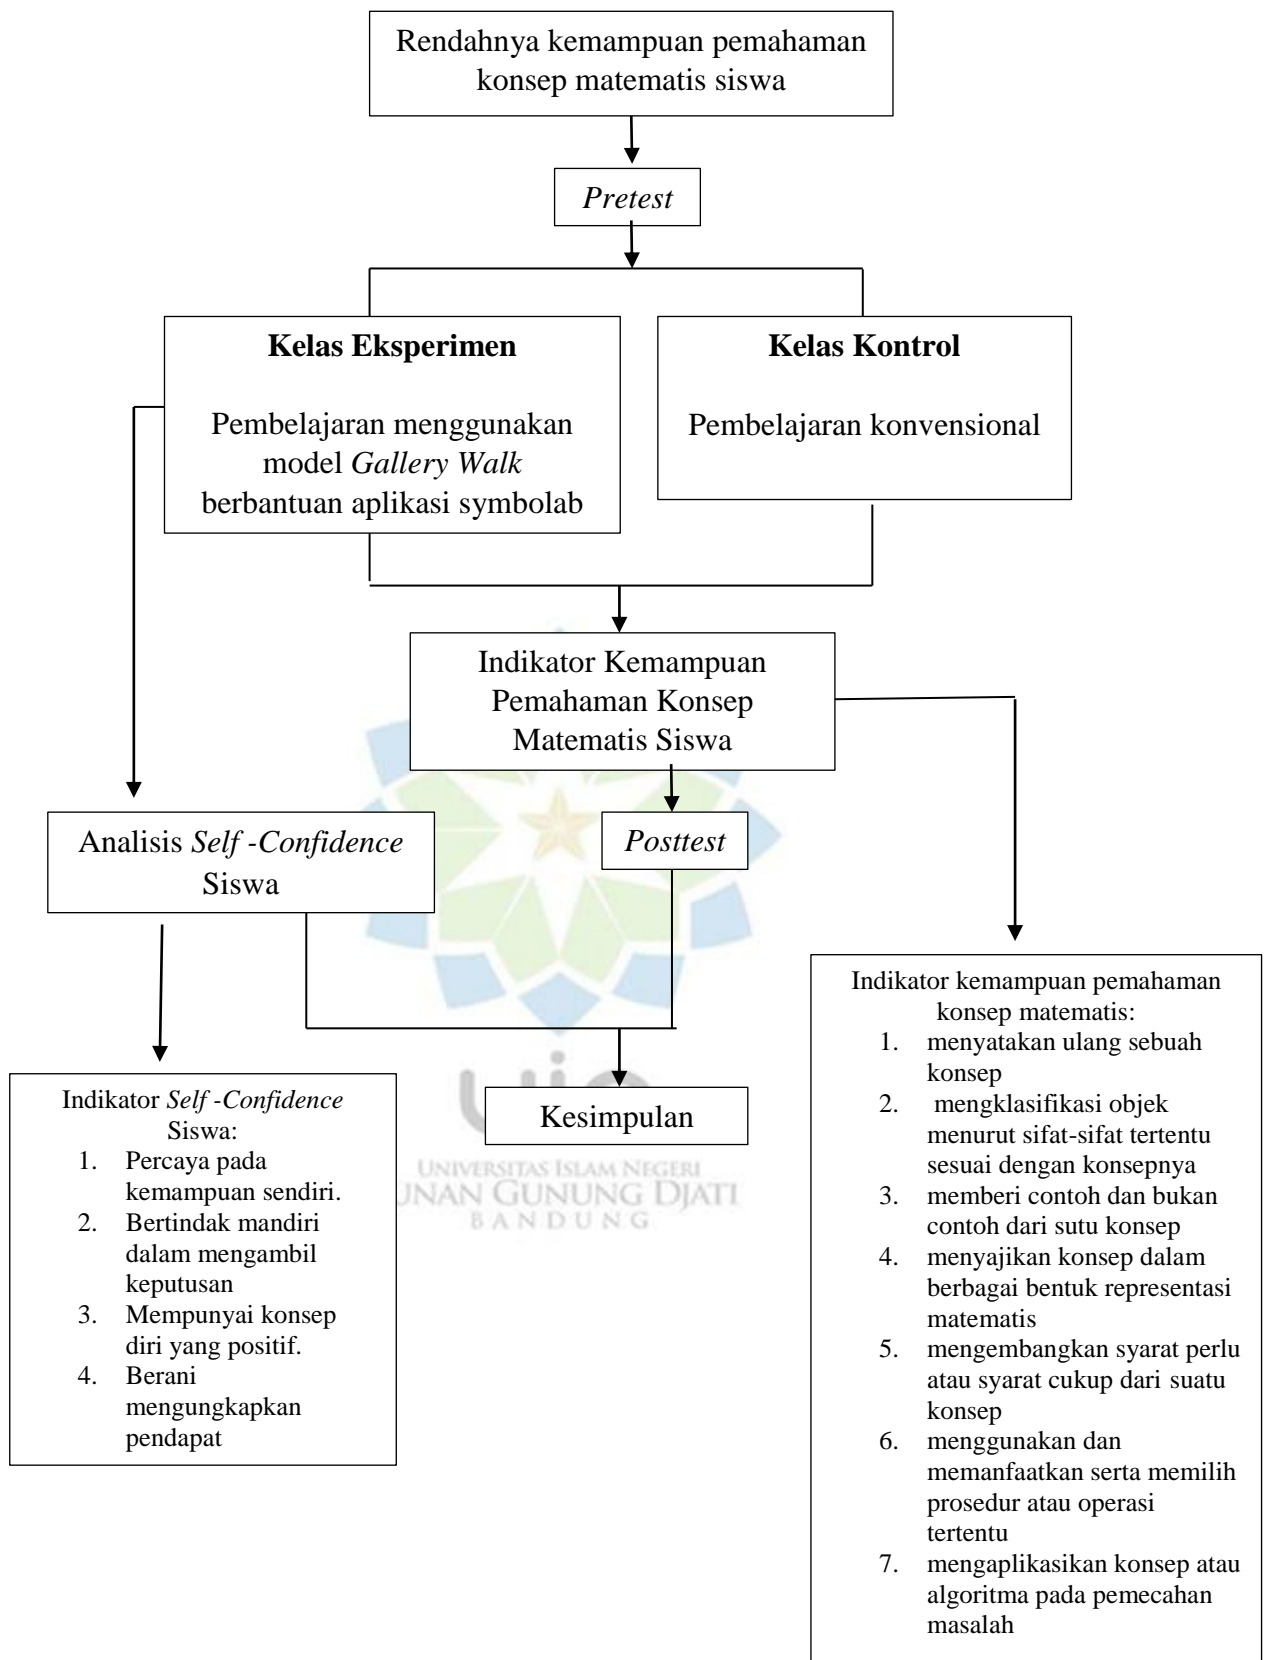 Rendahnya kemampuan pemahaman
konsep matematis siswa
Pretest
Kelas Eksperimen
Pembelajaran menggunakan
model Gallery Walk
berbantuan aplikasi symbolab
Kelas Kontrol
Pembelajaran konvensional
Indikator Kemampuan
Pemahaman Konsep
Matematis Siswa
Analisis Self -Confidence
Siswa
Posttest
Indikator Self -Confidence
Siswa:
1. Percaya pada
kemampuan sendiri.
2. Bertindak mandiri
dalam mengambil
keputusan
3. Mempunyai konsep
diri yang positif.
4. Berani
mengungkapkan
pendapat
Kesimpulan
UNIVERSITAS ISLAM NEGERI
UNAN GUNUNG DJATI
BANDUNG
Indikator kemampuan pemahaman
konsep matematis:
1. menyatakan ulang sebuah
konsep
2. mengklasifikasi objek
menurut sifat-sifat tertentu
sesuai dengan konsepnya
3. memberi contoh dan bukan
contoh dari sutu konsep
4. menyajikan konsep dalam
berbagai bentuk representasi
matematis
5. mengembangkan syarat perlu
atau syarat cukup dari suatu
konsep
6. menggunakan dan
memanfaatkan serta memilih
prosedur atau operasi
tertentu
7. mengaplikasikan konsep atau
algoritma pada pemecahan
masalah